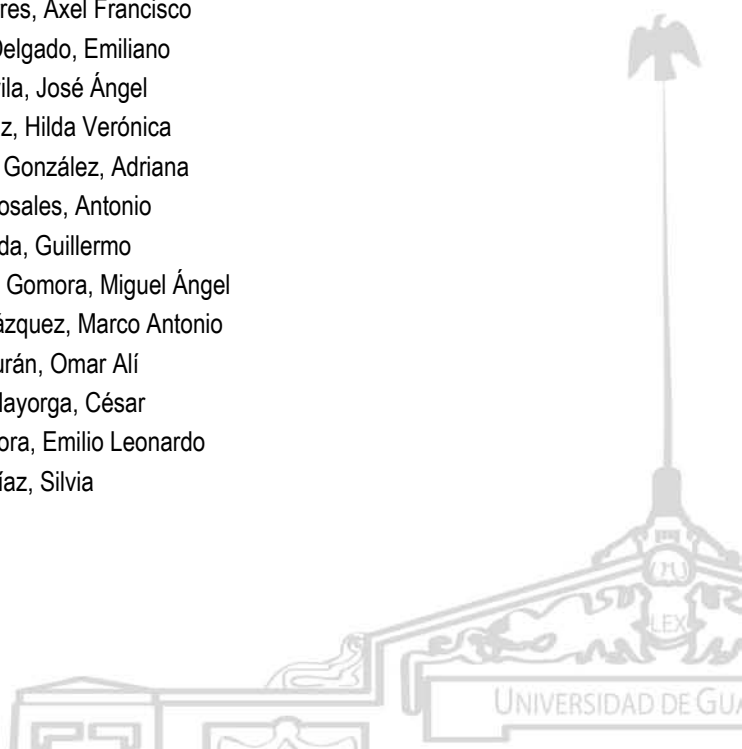 res, Axel Francisco
Delgado, Emiliano
ila, José Ángel
z, Hilda Verónica
González, Adriana
osales, Antonio
da, Guillermo
Gomora, Miguel Ángel
ázquez, Marco Antonio
urán, Omar Alí
layorga, César
ora, Emilio Leonardo
íaz, Silvia
LEX
UNIVERSIDAD DE GUA